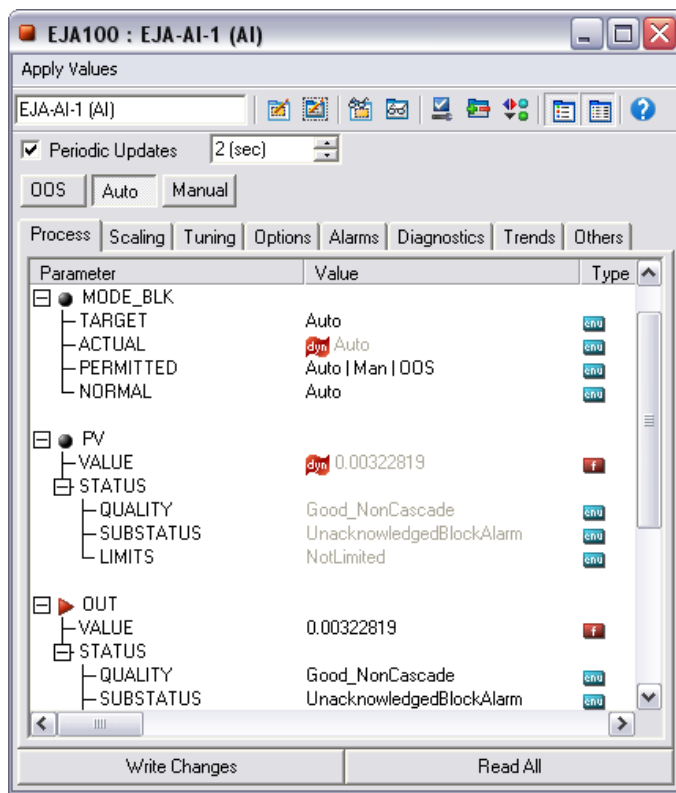 EJA100 : EJA-AI-1 (AI)
Apply Values
EJA-AI-1 (AI)
Periodic Updates 2 (sec)
OOS Auto Manual
Process Scaling Tuning Options Alarms Diagnostics Trends Others
Parameter Value Type
MODE_BLK
TARGET Auto enu
ACTUAL dyn Auto enu
PERMITTED Auto | Man | OOS enu
NORMAL Auto enu
PV
VALUE dyn 0.00322819 f
STATUS
QUALITY Good_NonCascade enu
SUBSTATUS UnacknowledgedBlockAlarm enu
LIMITS NotLimited enu
OUT
VALUE 0.00322819 f
STATUS
QUALITY Good_NonCascade enu
SUBSTATUS UnacknowledgedBlockAlarm enu
Write Changes Read All